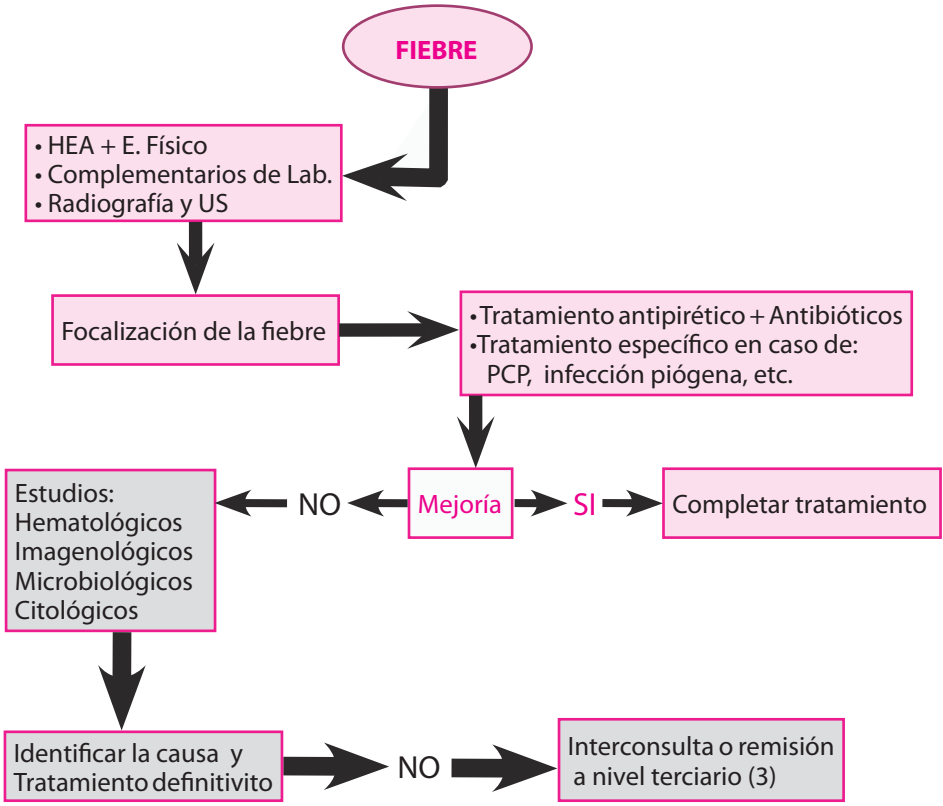 FIEBRE
• HEA + E. Físico
• Complementarios de Lab.
• Radiografía y US
Focalización de la fiebre
•Tratamiento antipirético + Antibióticos
•Tratamiento específico en caso de:
PCP, infección piógena, etc.
Mejoría
SI
Completar tratamiento
NO
Estudios:
Hematológicos
Imagenológicos
Microbiológicos
Citológicos
Identificar la causa y
Tratamiento definitivito
NO
Interconsulta o remisión
a nivel terciario (3)